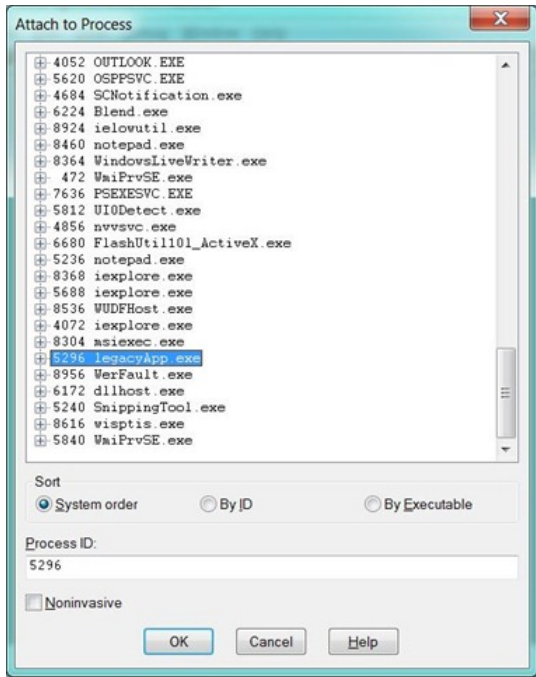 Attach to Process
4052 OUTLOOK.EXE
5620 OSPPSVC.EXE
4684 SCNotification.exe
6224 Blend.exe
8924 ielowutil.exe
8460 notepad.exe
8364 WindowsLiveWriter.exe
472 WmiPrvSE.exe
7636 PSEXESVC.EXE
5812 UI0Detect.exe
4856 nvvsvc.exe
6680 FlashUtil10l_ActiveX.exe
5236 notepad.exe
8368 iexplore.exe
5688 iexplore.exe
8536 WUDFHost.exe
4072 iexplore.exe
8304 msiexec.exe
5296 legacyApp.exe
8956 WerFault.exe
6172 dllhost.exe
5240 SnippingTool.exe
8616 wisptis.exe
5840 WmiPrvSE.exe
Sort
System order By ID By Executable
Process ID:
5296
Noninvasive
OK Cancel Help